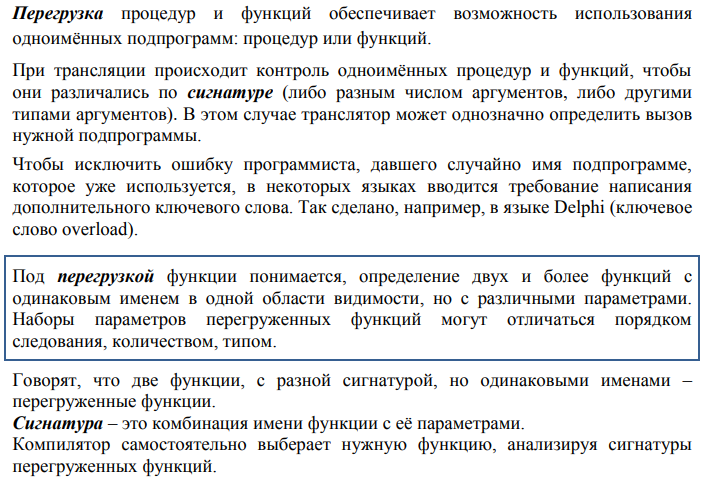 Перегрузка процедур и функций обеспечивает возможность использования
одноимённых подпрограмм: процедур или функций.
При трансляции происходит контроль одноимённых процедур и функций, чтобы
они различались по сигнатуре (либо разным числом аргументов, либо другими
типами аргументов). В этом случае транслятор может однозначно определить вызов
нужной подпрограммы.
Чтобы исключить ошибку программиста, давшего случайно имя подпрограмме,
которое уже используется, в некоторых языках вводится требование написания
дополнительного ключевого слова. Так сделано, например, в языке Delphi (ключевое
слово overload).
Под перегрузкой функции понимается, определение двух и более функций с
одинаковым именем в одной области видимости, но с различными параметрами.
Наборы параметров перегруженных функций могут отличаться порядком
следования, количеством, типом.
Говорят, что две функции, с разной сигнатурой, но одинаковыми именами –
перегруженные функции.
Сигнатура – это комбинация имени функции с её параметрами.
Компилятор самостоятельно выберает нужную функцию, анализируя сигнатуры
перегруженных функций.